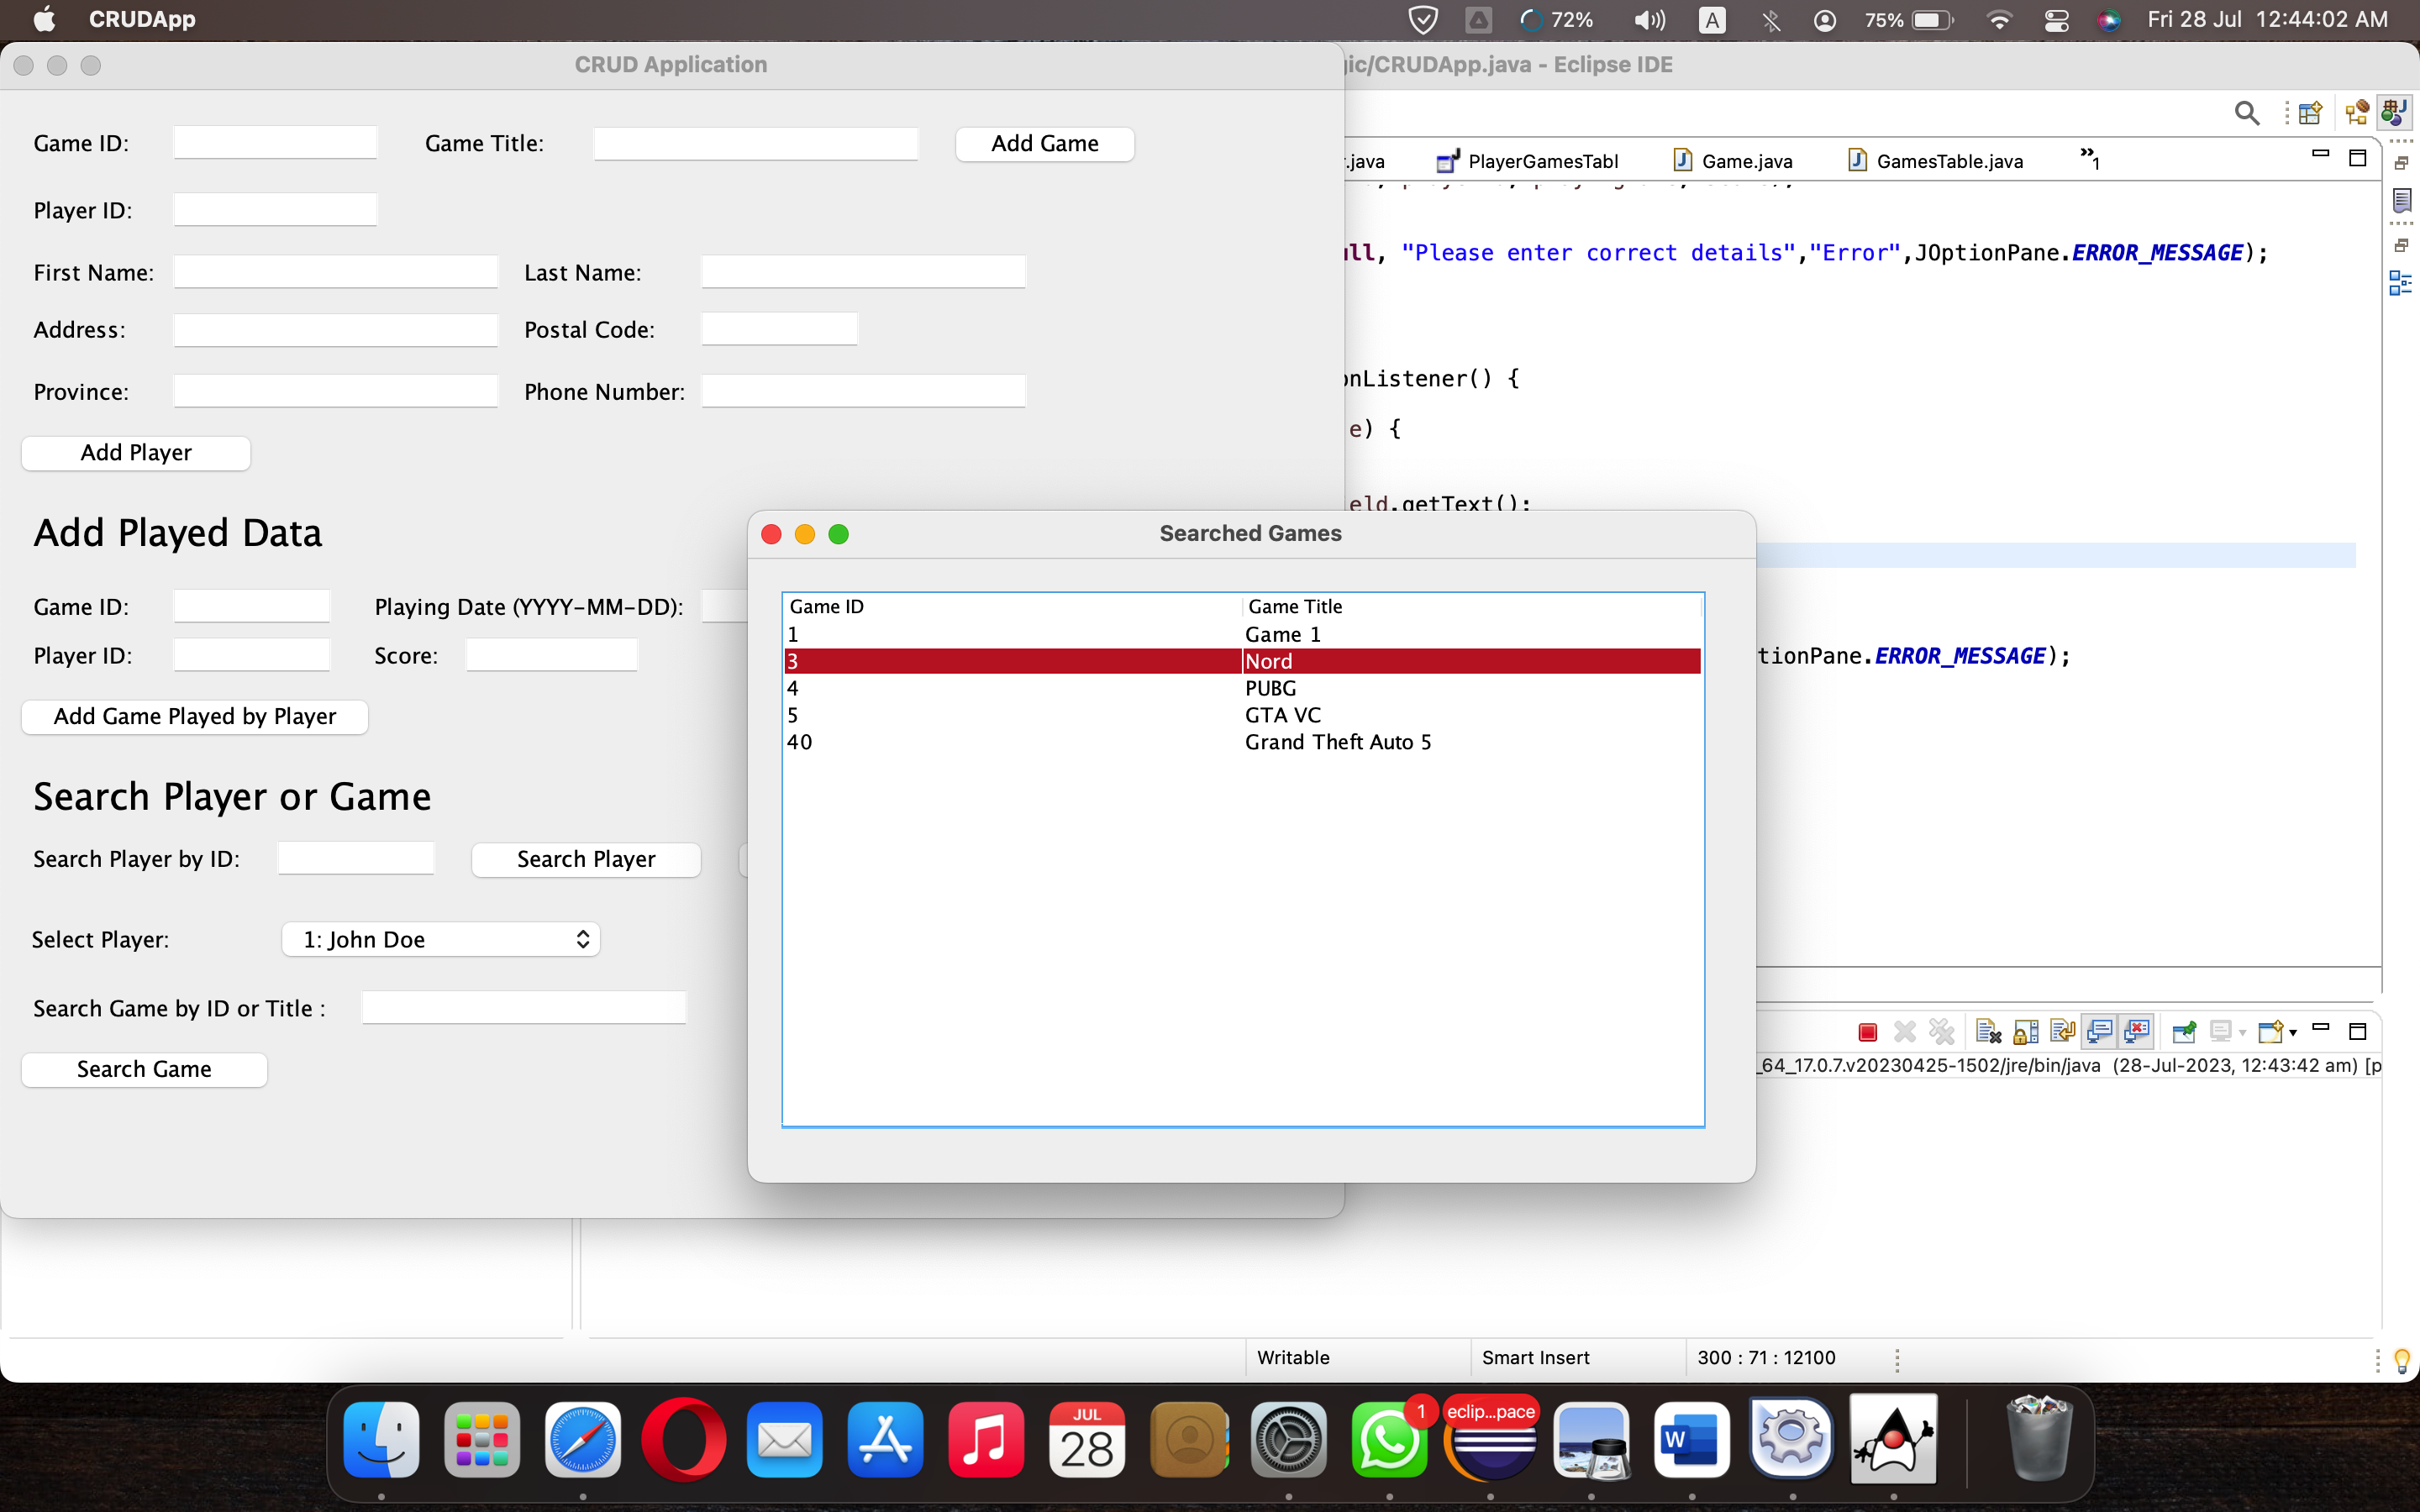 CRUDApp
72%
A
75%
Fri 28 Jul 12:44:02 AM
CRUD Application
ic/CRUDApp.java - Eclipse IDE
Game ID:
Game Title:
Add Game
.java
PlayerGamesTabl
Game.java
GamesTable.java
»1
Player ID:
ull, "Please enter correct details","Error",JOptionPane.ERROR_MESSAGE);
First Name:
Last Name:
Address:
Postal Code:
Province:
Phone Number:
onListener() {
e) {
Add Player
eld.getText();
Add Played Data
Searched Games
Game ID:
Playing Date (YYYY-MM-DD):
Player ID:
Score:
Add Game Played by Player
Game ID Game Title
1 Game 1
3 Nord
4 PUBG
5 GTA VC
40 Grand Theft Auto 5
tionPane.ERROR_MESSAGE);
Search Player or Game
Search Player by ID:
Search Player
Select Player:
1: John Doe
Search Game by ID or Title :
Search Game
_64_17.0.7.v20230425-1502/jre/bin/java (28-Jul-2023, 12:43:42 am) [p
Writable
Smart Insert
300 : 71 : 12100
JUL
28
1
eclip...pace
W